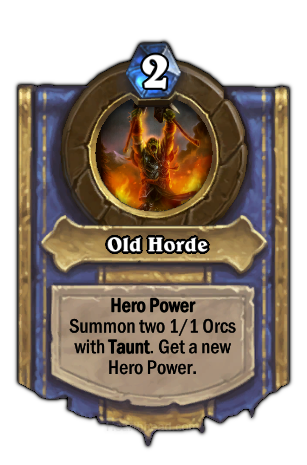 2
Old Horde
Hero Power
Summon two 1/1 Orcs
with Taunt. Get a new
Hero Power.